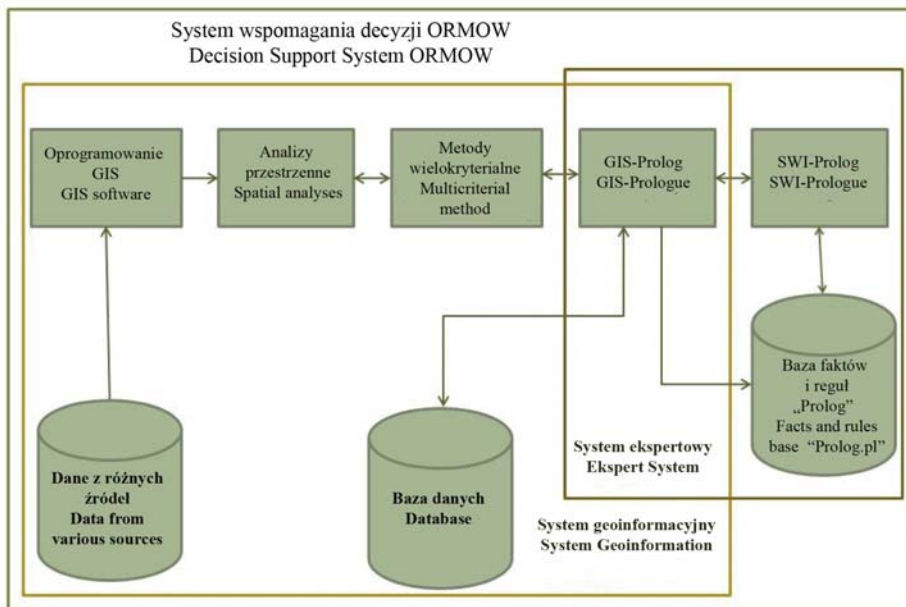 System wspomagania decyzji ORMOW
Decision Support System ORMOW
Oprogramowanie
GIS
GIS software
Analizy
przestrzenne
Spatial analyses
Metody
wielokryterialne
Multicriterial
method
GIS-Prolog
GIS-Prologue
SWI-Prolog
SWI-Prologue
Dane z różnych
źródeł
Data from
various sources
Baza danych
Database
Baza faktów
i reguł
„Prolog”
Facts and rules
base “Prolog.pl”
System ekspertowy
Ekspert System
System geoinformacyjny
System Geoinformation